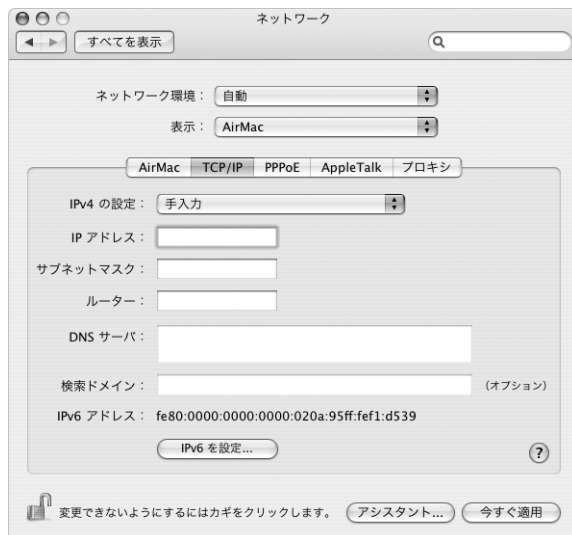 ネットワーク
すべてを表示
ネットワーク環境： 自動
表示： AirMac
AirMac TCP/IP PPPoE AppleTalk プロキシ
IPv4 の設定： 手入力
IP アドレス：
サブネットマスク：
ルーター：
DNS サーバ：
検索ドメイン： (オプション)
IPv6 アドレス： fe80:0000:0000:0000:020a:95ff:fef1:d539
IPv6 を設定... ?
変更できないようにするにはカギをクリックします。 アシスタント... 今すぐ適用